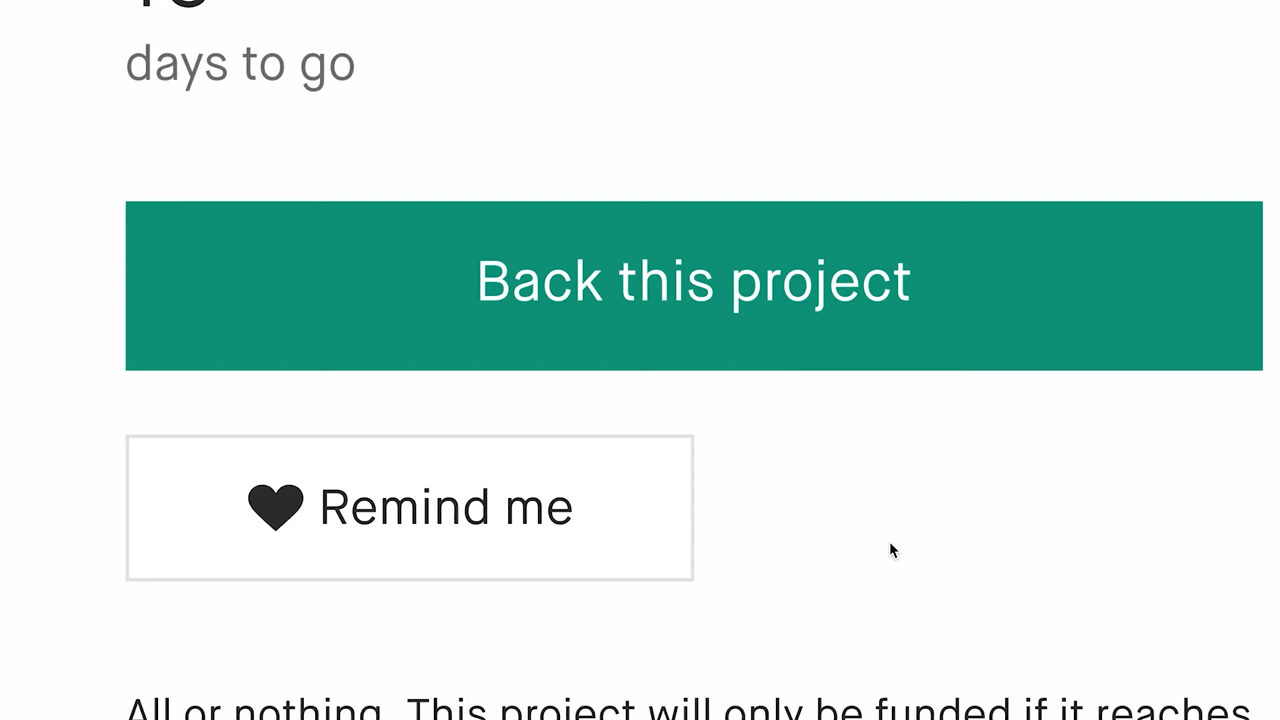 days to go
Back this project
Remind me
All or nothing. This project will only be funded if it reaches